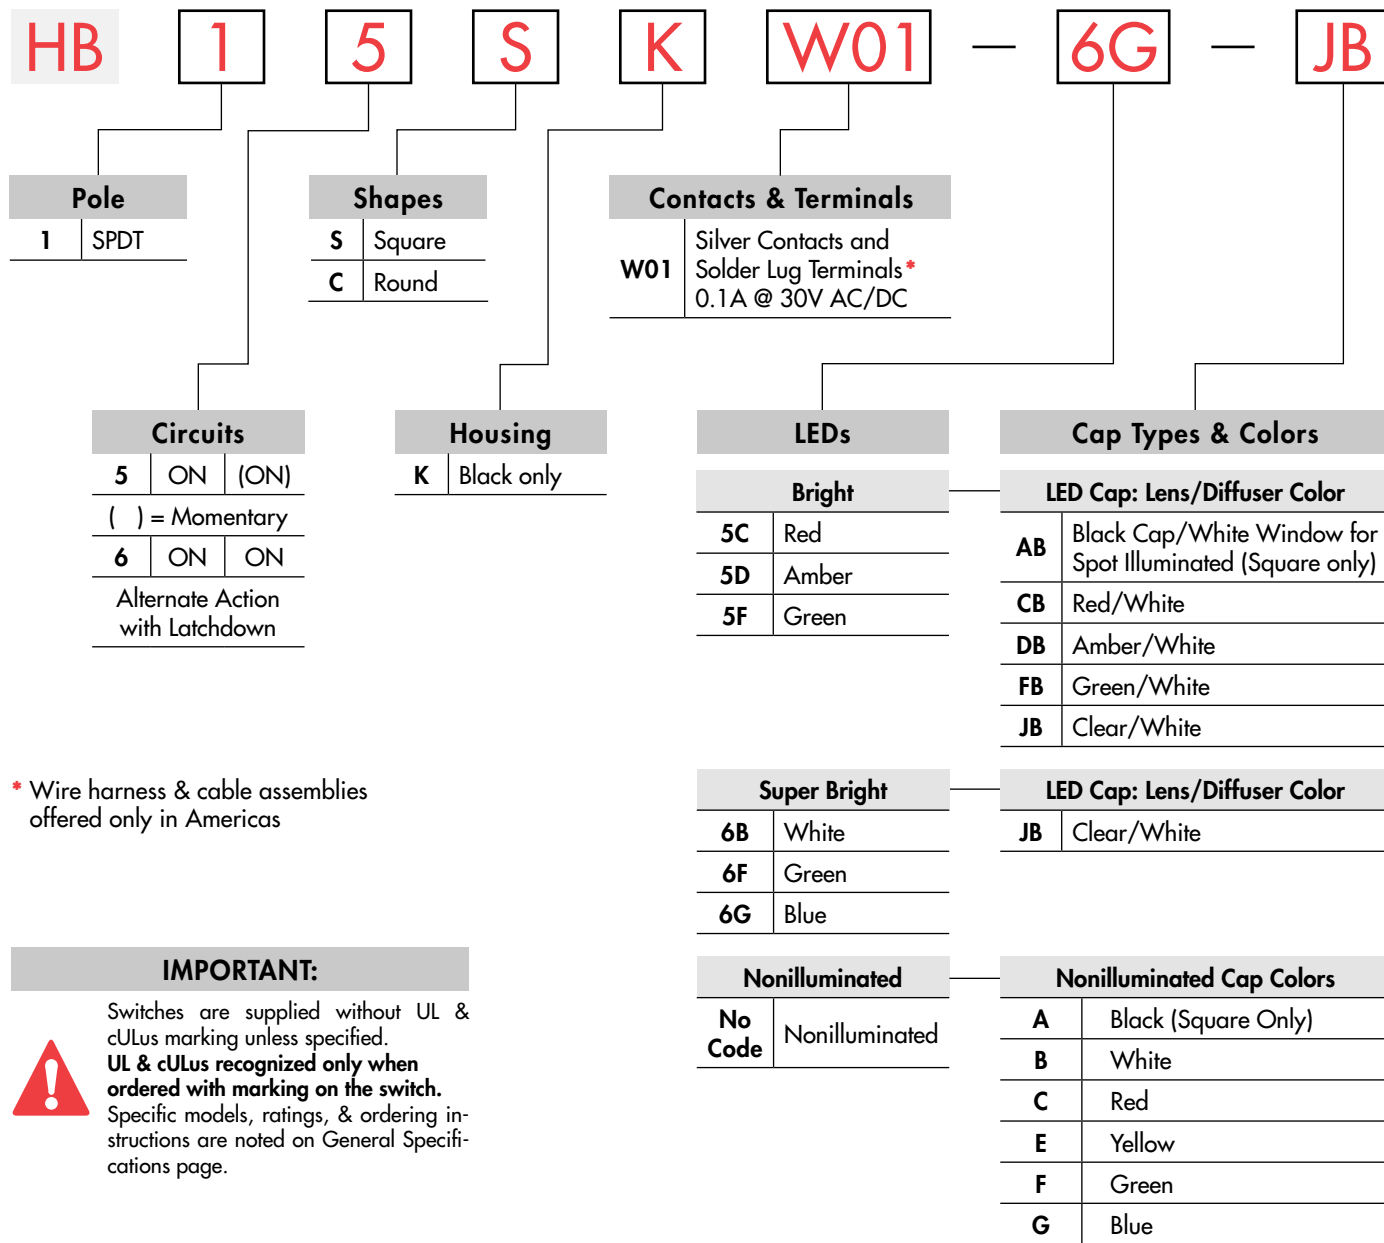 HB 1 5 S K W01 — 6G — JB
Pole
1 SPDT
Shapes
S Square
C Round
Contacts & Terminals
W01 Silver Contacts and
Solder Lug Terminals*
0.1A @ 30V AC/DC
Circuits
5 ON (ON)
( ) = Momentary
6 ON ON
Alternate Action
with Latchdown
Housing
K Black only
LEDs
Bright
5C Red
5D Amber
5F Green
Cap Types & Colors
LED Cap: Lens/Diffuser Color
AB Black Cap/White Window for
Spot Illuminated (Square only)
CB Red/White
DB Amber/White
FB Green/White
JB Clear/White
* Wire harness & cable assemblies
offered only in Americas
Super Bright
6B White
6F Green
6G Blue
LED Cap: Lens/Diffuser Color
JB Clear/White
IMPORTANT:
Switches are supplied without UL &
cULus marking unless specified.
UL & cULus recognized only when
ordered with marking on the switch.
Specific models, ratings, & ordering in-
structions are noted on General Specifi-
cations page.
Nonilluminated
No
Code Nonilluminated
Nonilluminated Cap Colors
A Black (Square Only)
B White
C Red
E Yellow
F Green
G Blue